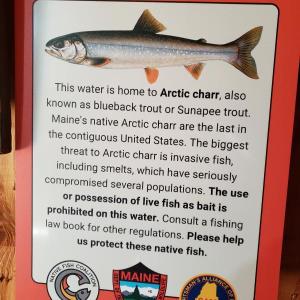 This water is home to Arctic charr, also
known as blueback trout or Sunapee trout.
Maine's native Arctic charr are the last in
the contiguous United States. The biggest
threat to Arctic charr is invasive fish,
including smelts, which have seriously
compromised several populations. The use
or possession of live fish as bait is
prohibited on this water. Consult a fishing
law book for other regulations. Please help
us protect these native fish.
NATIVE FISH COALITION
MAINE
SMAN'S ALLIANCE O